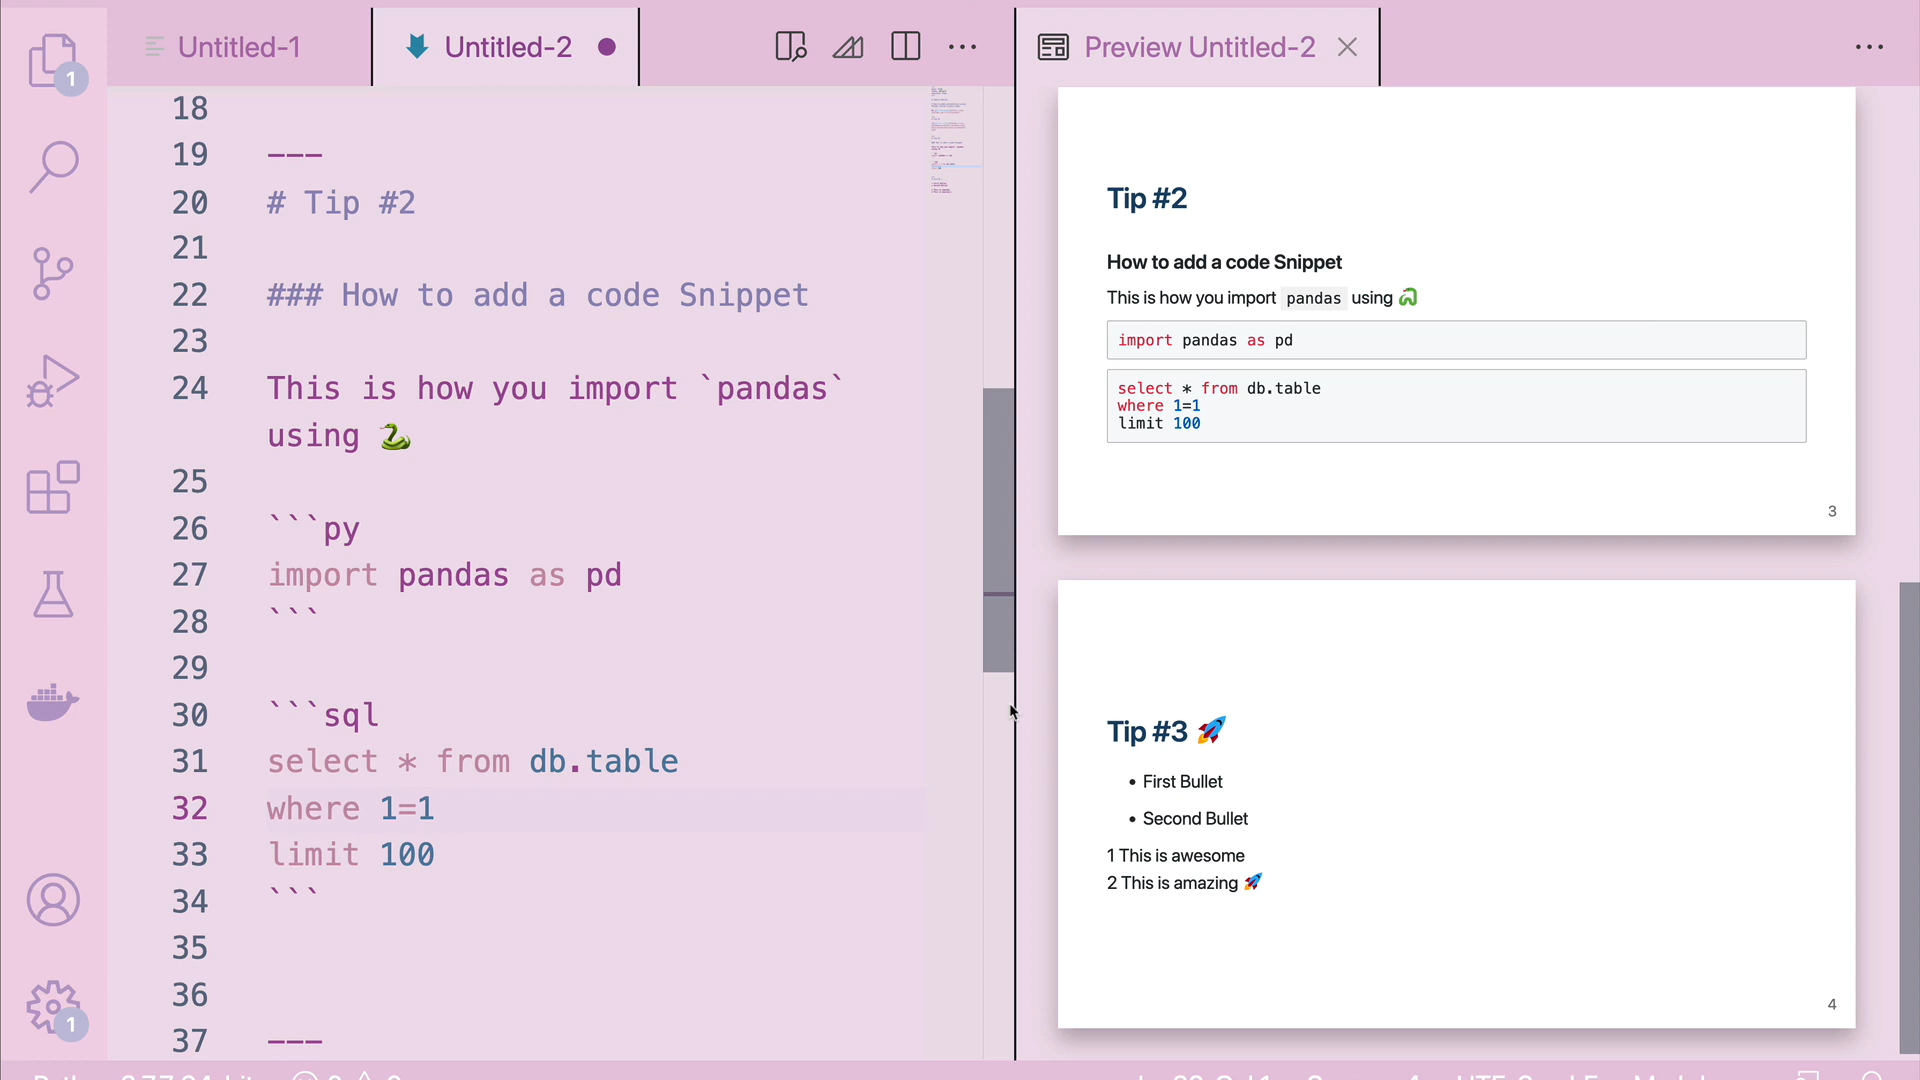 Untitled-1
Untitled-2
Preview Untitled-2
1
18
19 ---
20 # Tip #2
21
22 ### How to add a code Snippet
23
24 This is how you import `pandas`
using 🐍
25
26 ```py
27 import pandas as pd
28 ```
29
30 ```sql
31 select * from db.table
32 where 1=1
33 limit 100
34 ```
35
36
37 ---
1
Tip #2
How to add a code Snippet
This is how you import pandas using 🐍
import pandas as pd
select * from db.table
where 1=1
limit 100
3
Tip #3 🚀
• First Bullet
• Second Bullet
1 This is awesome
2 This is amazing 🚀
4